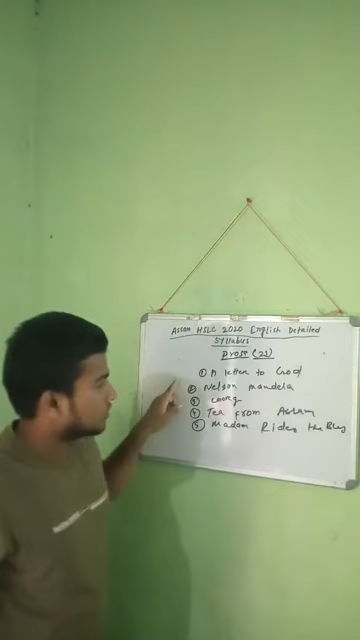 Assam HSLC 2020 English Detailed
Syllabus
Prose (21)
① A letter to God
② Nelson mandela
③ coorg
④ Tea From Assam
⑤ Madam Rides the Bus